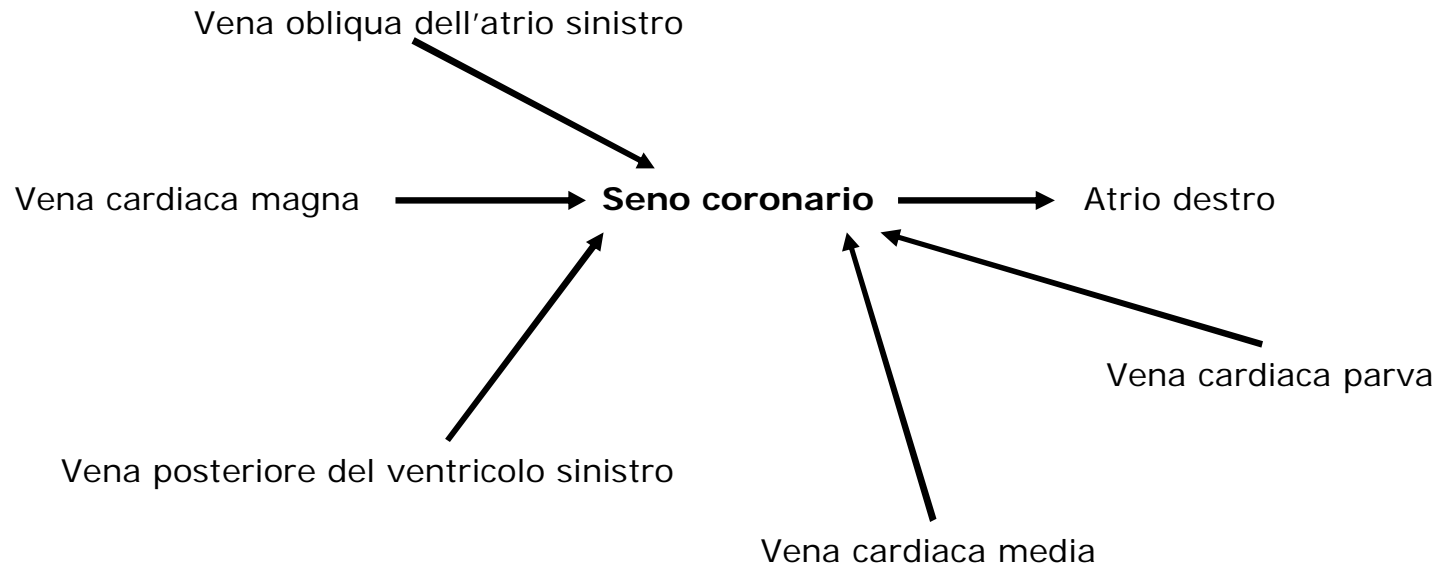 Vena obliqua dell'atrio sinistro
Vena cardiaca magna
Seno coronario
Atrio destro
Vena cardiaca parva
Vena posteriore del ventricolo sinistro
Vena cardiaca media